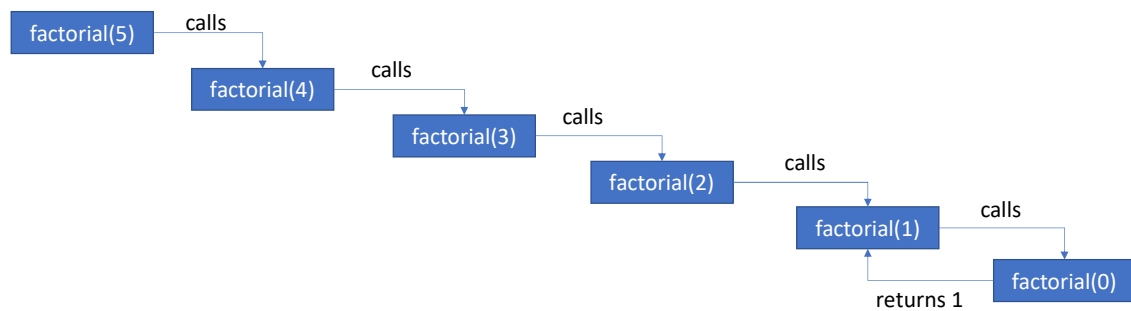 factorial(5)
calls
factorial(4)
calls
factorial(3)
calls
factorial(2)
calls
factorial(1)
calls
factorial(0)
returns 1